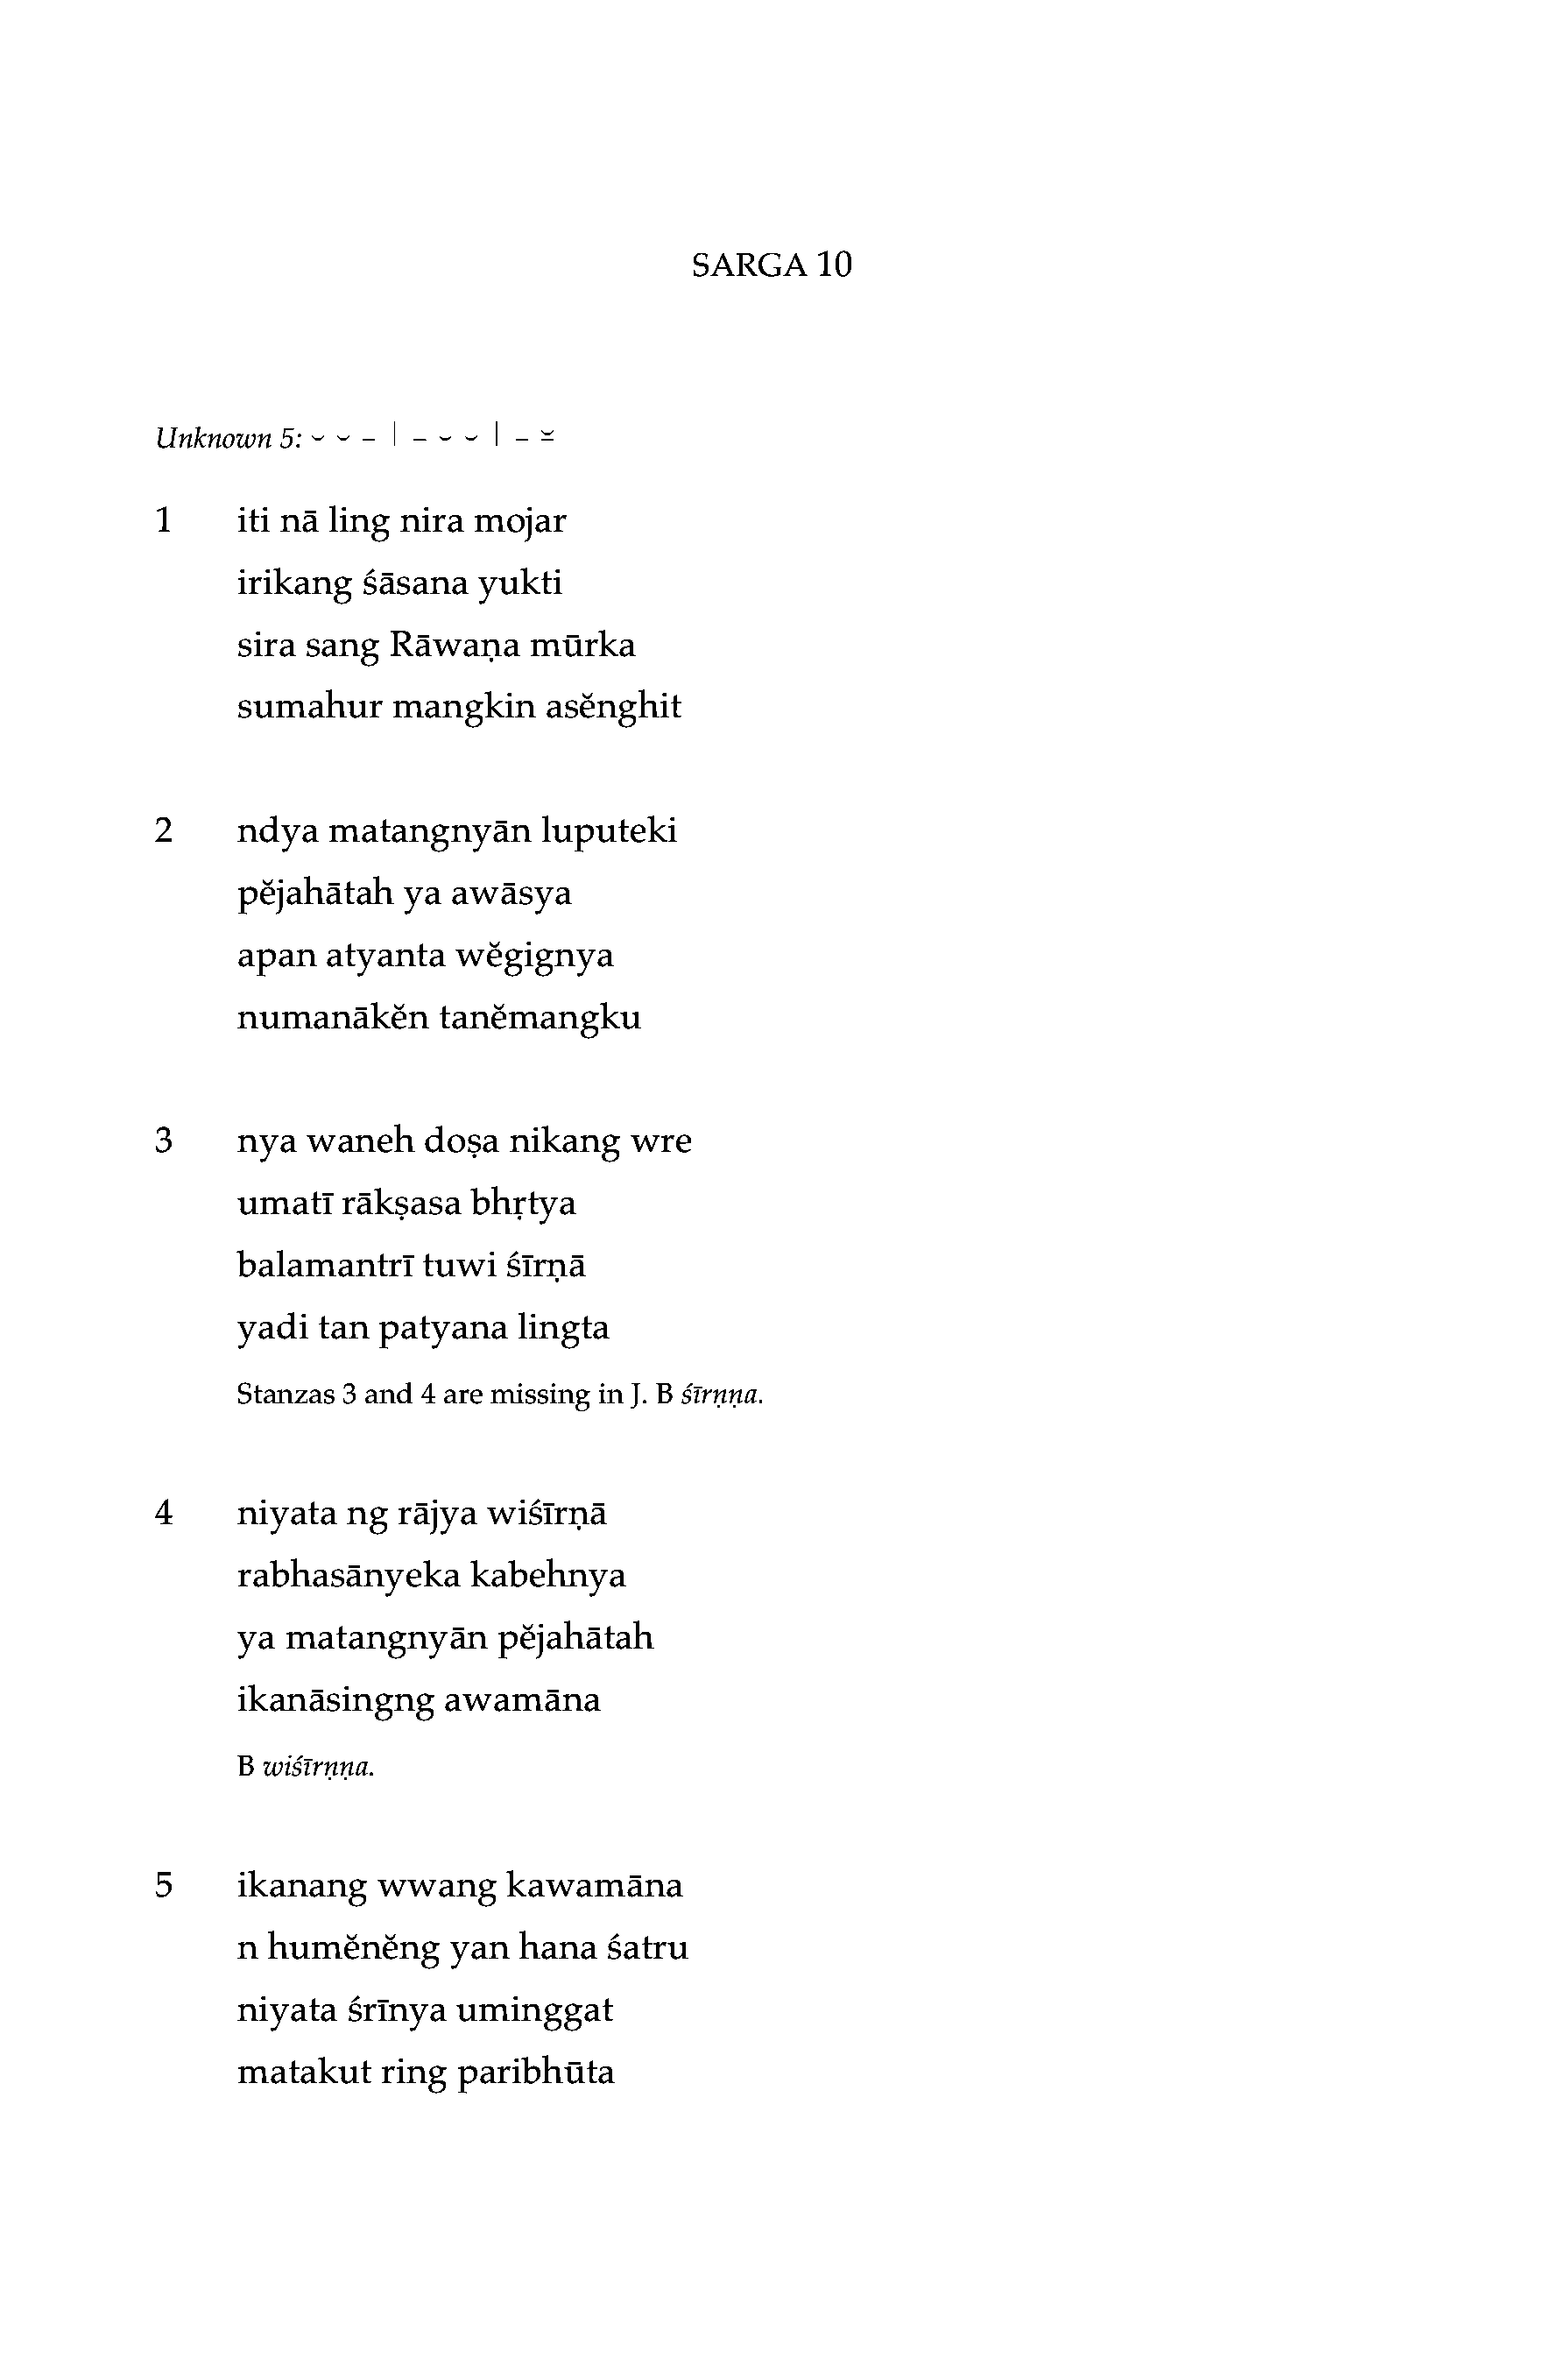 SARGA 10
Unknown 5: ⏑ ⏑ – | – ⏑ ⏑ | – ⏓
1 iti nā ling nira mojar
irikang śāsana yukti
sira sang Rāwaṇa mūrka
sumahur mangkin asĕnghit
2 ndya matangnyān luputeki
pĕjahātah ya awāsya
apan atyanta wĕgignya
numanākĕn tanĕmangku
3 nya waneh doṣa nikang wre
umatī rākṣasa bhṛtya
balamantrī tuwi śīrṇā
yadi tan patyana lingta
Stanzas 3 and 4 are missing in J. B śīrṇṇa.
4 niyata ng rājya wiśīrṇā
rabhasānyeka kabehnya
ya matangnyān pĕjahātah
ikanāsingng awamāna
B wiśīrṇṇa.
5 ikanang wwang kawamāna
n humĕnĕng yan hana śatru
niyata śrīnya uminggat
matakut ring paribhūta